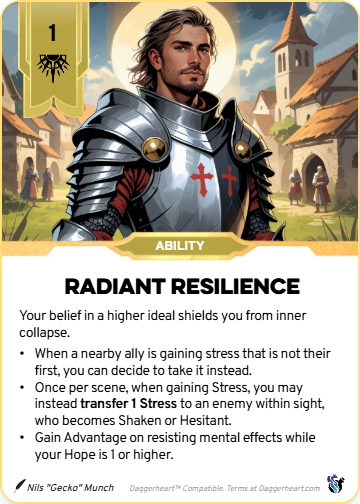 1
ABILITY
RADIANT RESILIENCE
Your belief in a higher ideal shields you from inner
collapse.
• When a nearby ally is gaining stress that is not their
first, you can decide to take it instead.
• Once per scene, when gaining Stress, you may
instead transfer 1 Stress to an enemy within sight,
who becomes Shaken or Hesitant.
• Gain Advantage on resisting mental effects while
your Hope is 1 or higher.
Nils "Gecko" Munch
Daggerheart™ Compatible. Terms at Daggerheart.com